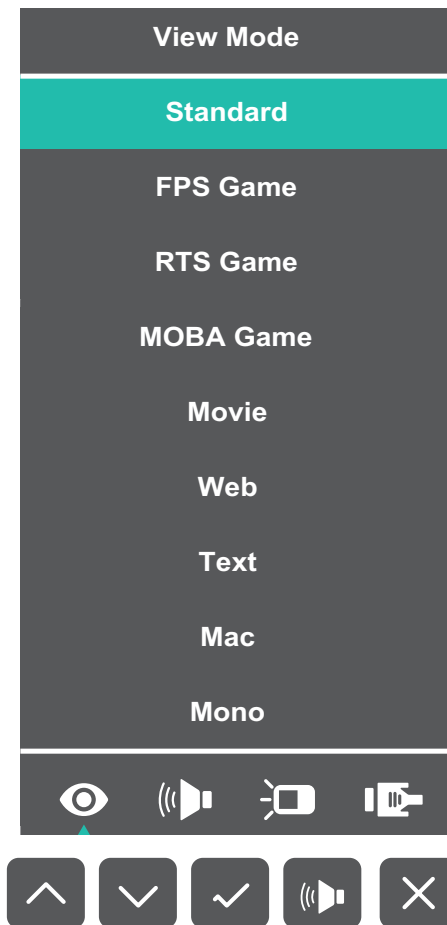 View Mode
Standard
FPS Game
RTS Game
MOBA Game
Movie
Web
Text
Mac
Mono